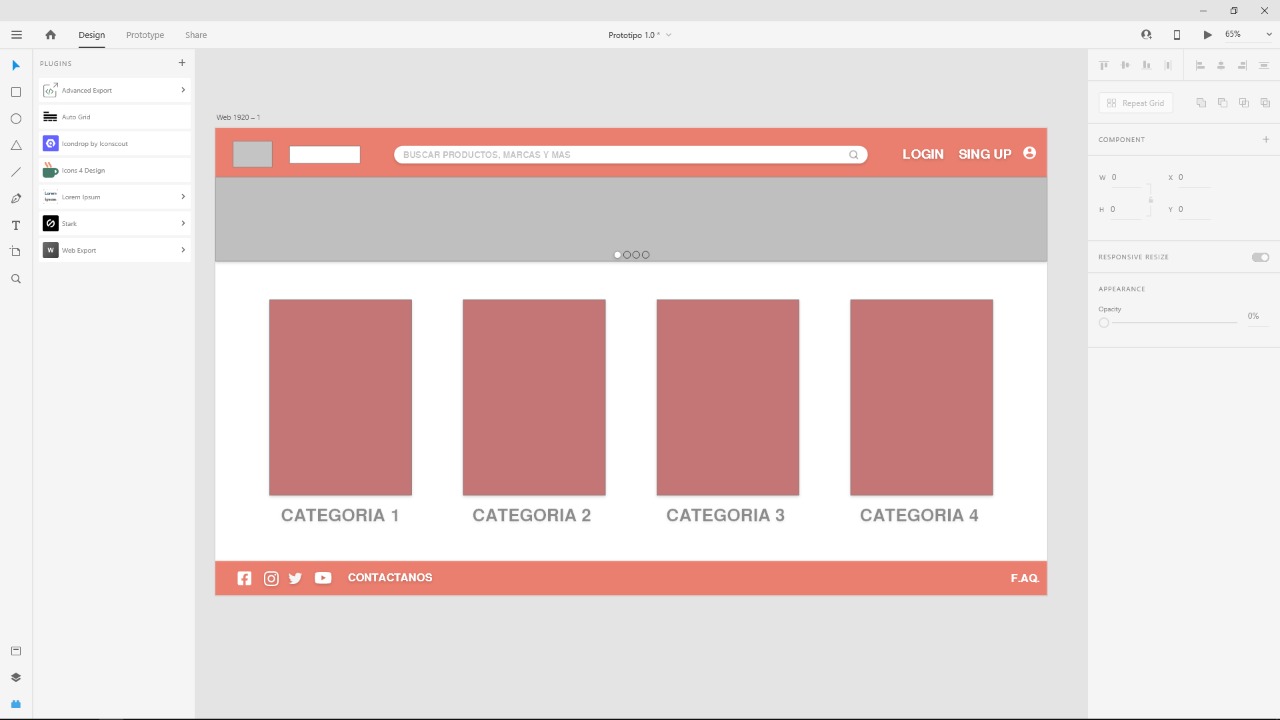 Design Prototype Share Prototipo 1.0 * 65%
PLUGINS
Advanced Export
Auto Grid
Icondrop by Iconscout
Icons 4 Design
Lorem Ipsum
Lorem Ipsum
Stark
W Web Export
Web 1920 – 1
BUSCAR PRODUCTOS, MARCAS Y MAS
LOGIN SING UP
CATEGORIA 1 CATEGORIA 2 CATEGORIA 3 CATEGORIA 4
CONTACTANOS F.AQ.
Repeat Grid
COMPONENT
W 0 X 0
H 0 Y 0
RESPONSIVE RESIZE
APPEARANCE
Opacity
0%